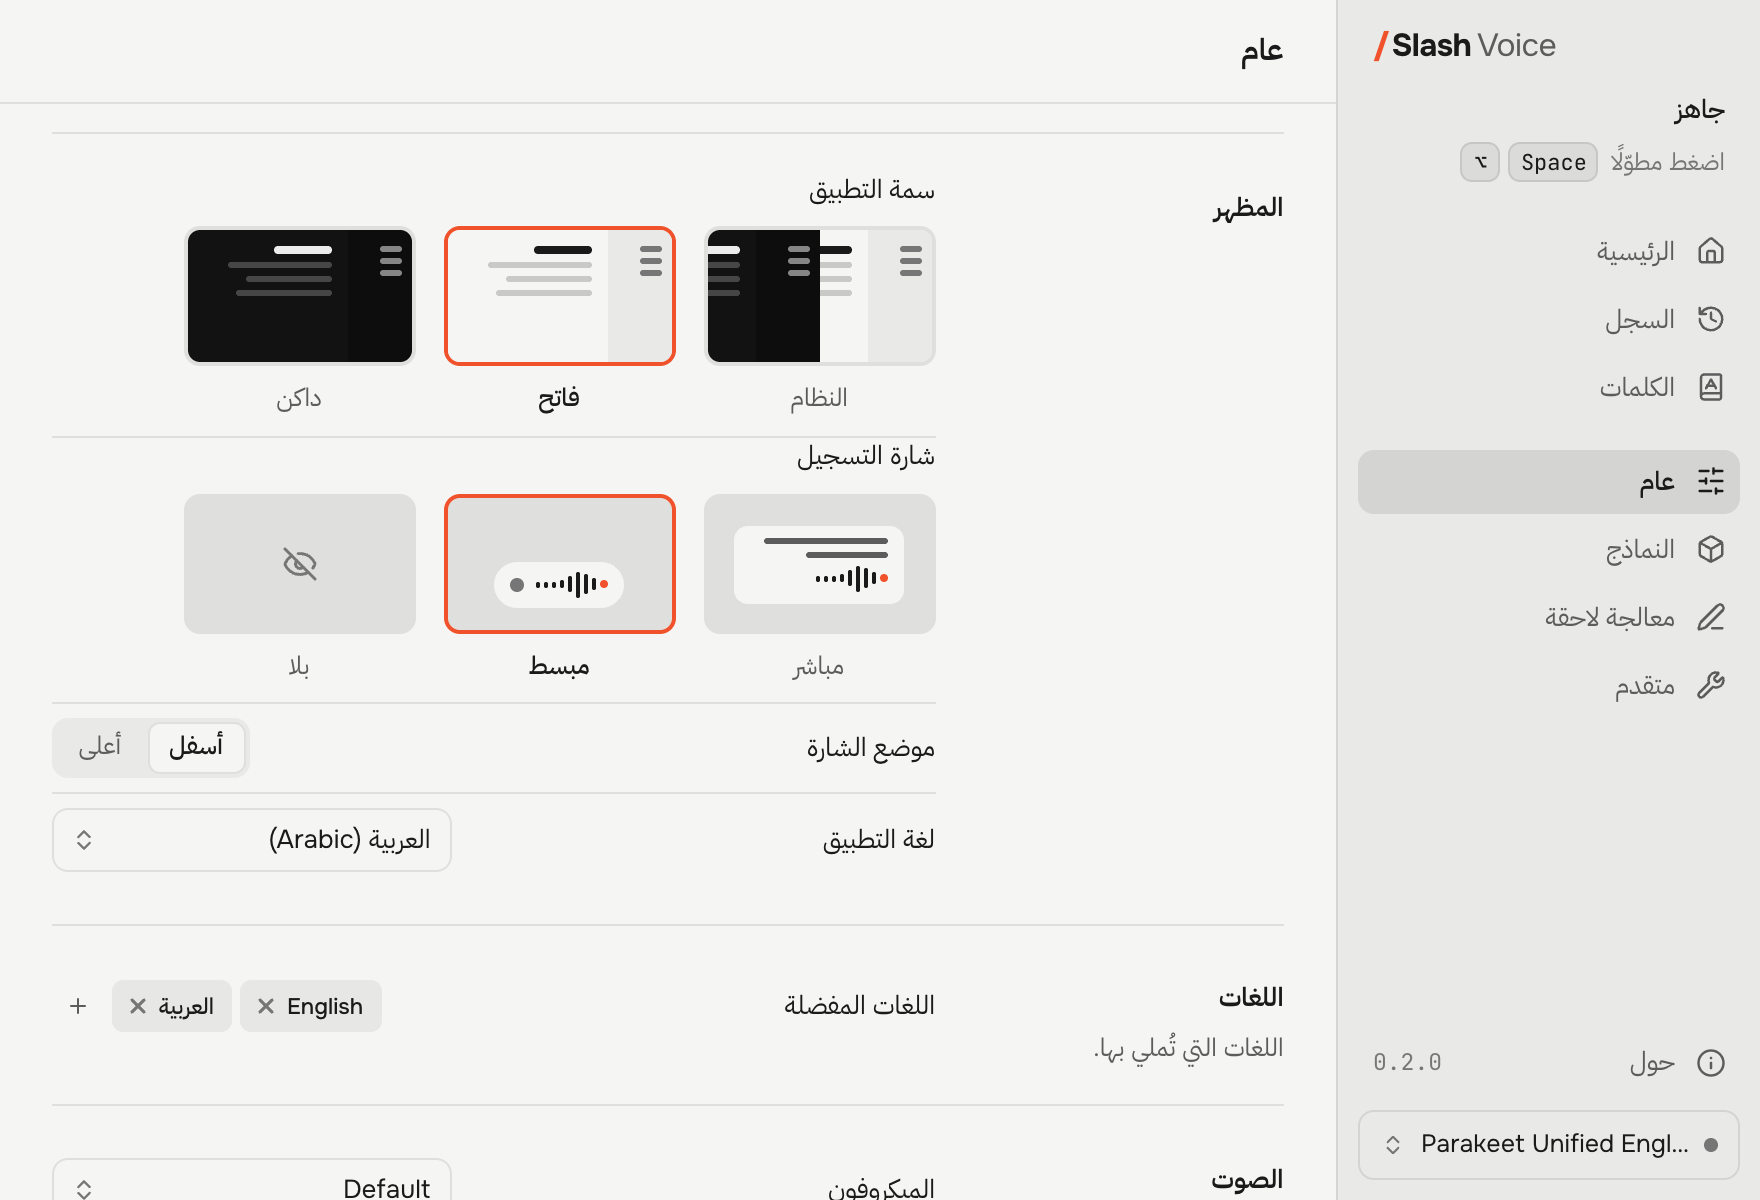 /Slash Voice
جاهز
اضغط مطوّلًا Space ⌥
الرئيسية
السجل
الكلمات
عام
النماذج
معالجة لاحقة
متقدم
حول 0.2.0
Parakeet Unified Engl...
عام
المظهر
سمة التطبيق
النظام
فاتح
داكن
شارة التسجيل
مباشر
مبسط
بلا
موضع الشارة
أسفل أعلى
لغة التطبيق
العربية (Arabic)
اللغات
اللغات التي تُملي بها.
اللغات المفضلة
English
العربية
الصوت
الميكروفون
Default